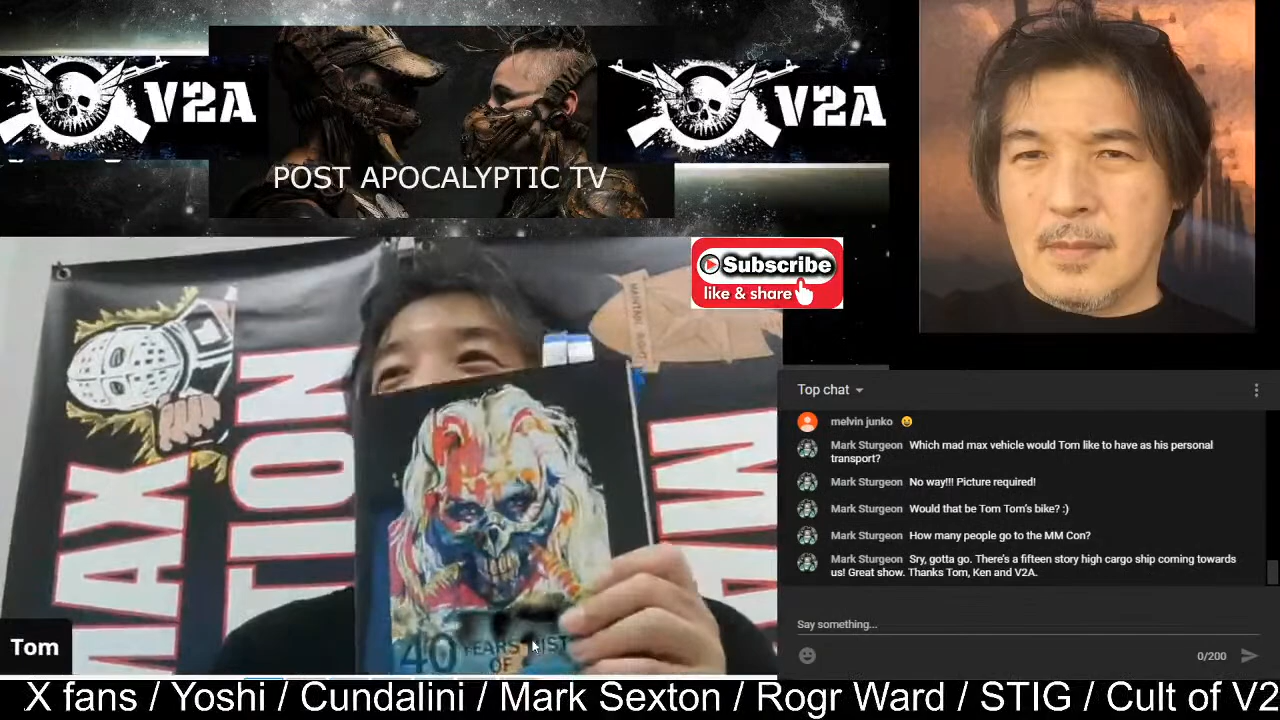 V2A
V2A
POST APOCALYPTIC TV
Subscribe
like & share
MAX
TION
40 YEARS
OF
Tom
Top chat
melvin junko
Mark Sturgeon Which mad max vehicle would Tom like to have as his personal
transport?
Mark Sturgeon No way!!! Picture required!
Mark Sturgeon Would that be Tom Tom's bike? :)
Mark Sturgeon How many people go to the MM Con?
Mark Sturgeon Sry, gotta go. There's a fifteen story high cargo ship coming towards
us! Great show. Thanks Tom, Ken and V2A.
Say something...
0/200
X fans / Yoshi / Cundalini / Mark Sexton / Rogr Ward / STIG / Cult of V2